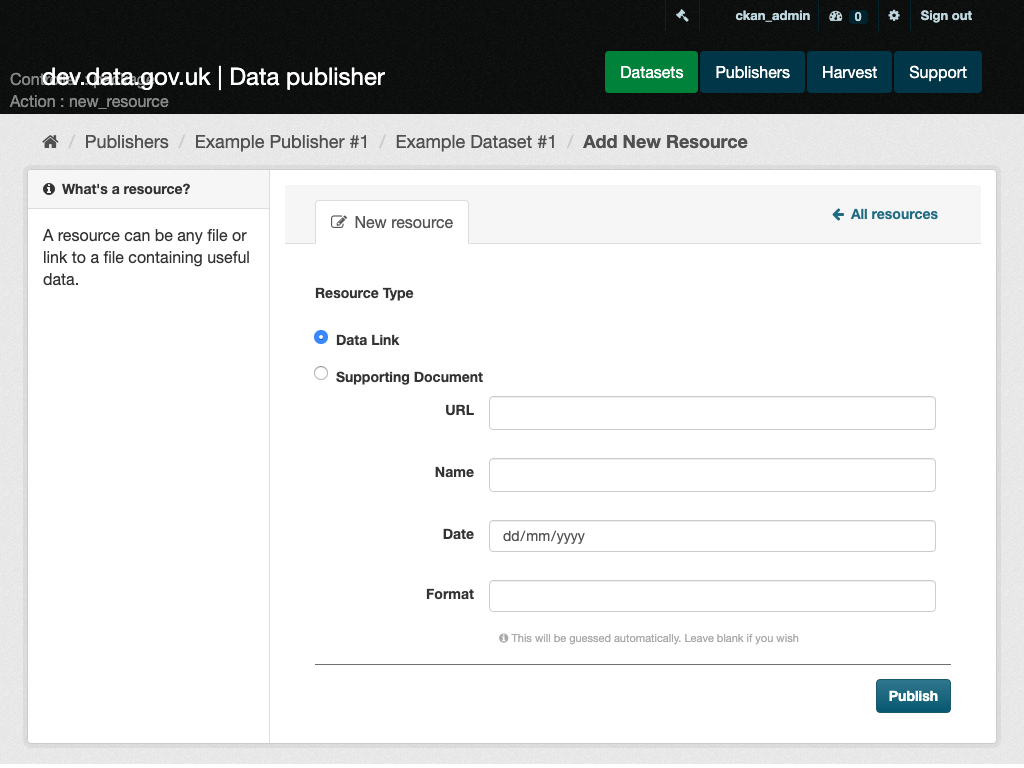 ckan_admin 0 Sign out
dev.data.gov.uk | Data publisher
Datasets Publishers Harvest Support
Action : new_resource
/ Publishers / Example Publisher #1 / Example Dataset #1 / Add New Resource
What's a resource?
A resource can be any file or
link to a file containing useful
data.
New resource
All resources
Resource Type
Data Link
Supporting Document
URL
Name
Date dd/mm/yyyy
Format
This will be guessed automatically. Leave blank if you wish
Publish